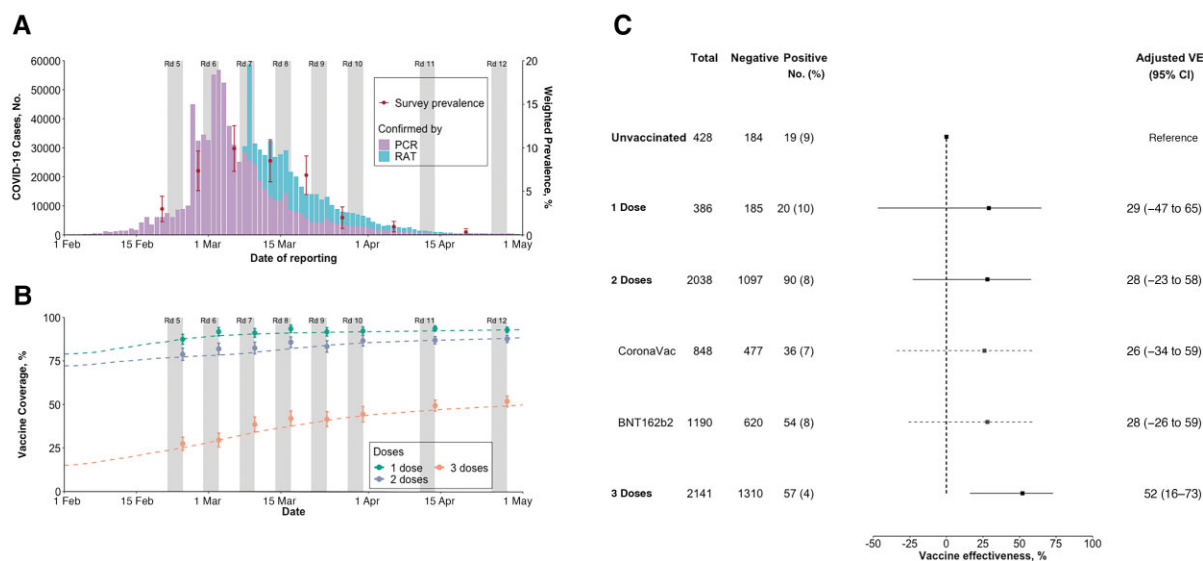 A
Rd 5 Rd 6 Rd 7 Rd 8 Rd 9 Rd 10 Rd 11 Rd 12
60000
50000
40000
30000
20000
10000
0
COVID-19 Cases, No.
20
15
10
5
0
Weighted Prevalence, %
Survey prevalence
Confirmed by
PCR
RAT
1 Feb 15 Feb 1 Mar 15 Mar 1 Apr 15 Apr 1 May
Date of reporting
B
Rd 5 Rd 6 Rd 7 Rd 8 Rd 9 Rd 10 Rd 11 Rd 12
100
75
50
25
0
Vaccine Coverage, %
Doses
1 dose 3 doses
2 doses
1 Feb 15 Feb 1 Mar 15 Mar 1 Apr 15 Apr 1 May
Date
C
Total Negative Positive Adjusted VE
No. (%) (95% CI)
Unvaccinated 428 184 19 (9) Reference
1 Dose 386 185 20 (10) 29 (−47 to 65)
2 Doses 2038 1097 90 (8) 28 (−23 to 58)
CoronaVac 848 477 36 (7) 26 (−34 to 59)
BNT162b2 1190 620 54 (8) 28 (−26 to 59)
3 Doses 2141 1310 57 (4) 52 (16–73)
-50 -25 0 25 50 75 100
Vaccine effectiveness, %